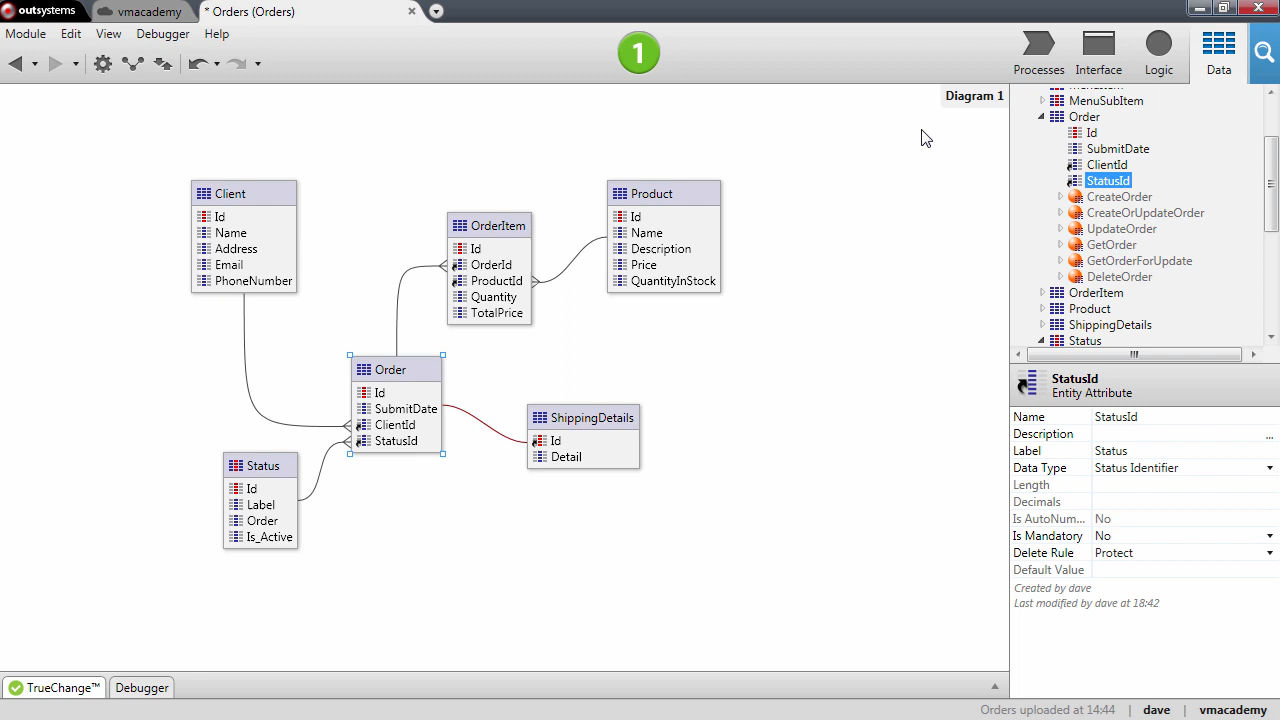 outsystems
vmacademy
* Orders (Orders)
Module Edit View Debugger Help
1
Processes Interface Logic Data
Diagram 1
Client
Id
Name
Address
Email
PhoneNumber
OrderItem
Id
OrderId
ProductId
Quantity
TotalPrice
Product
Id
Name
Description
Price
QuantityInStock
Order
Id
SubmitDate
ClientId
StatusId
ShippingDetails
Id
Detail
Status
Id
Label
Order
Is_Active
MenuSubItem
Order
Id
SubmitDate
ClientId
StatusId
CreateOrder
CreateOrUpdateOrder
UpdateOrder
GetOrder
GetOrderForUpdate
DeleteOrder
OrderItem
Product
ShippingDetails
Status
StatusId
Entity Attribute
Name StatusId
Description ...
Label Status
Data Type Status Identifier
Length
Decimals
Is AutoNum... No
Is Mandatory No
Delete Rule Protect
Default Value
Created by dave
Last modified by dave at 18:42
TrueChange™ Debugger
Orders uploaded at 14:44 | dave | vmacademy